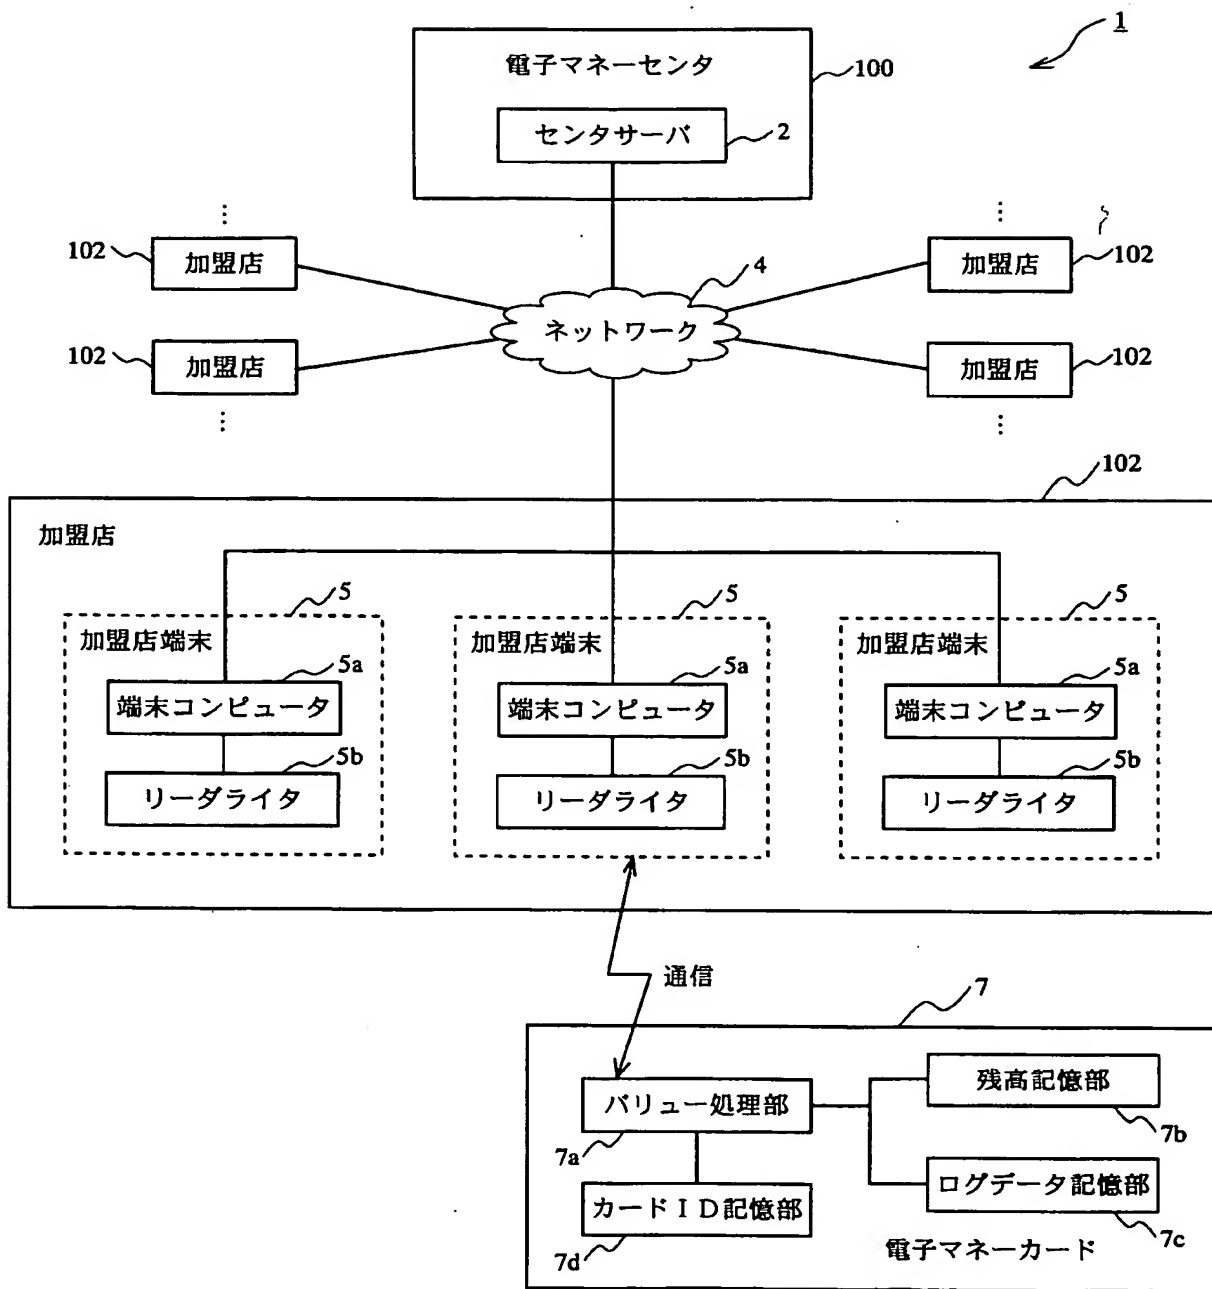 1
電子マネーセンタ
100
センタサーバ
2
⋮
⋮
102
加盟店
加盟店
102
4
ネットワーク
102
加盟店
加盟店
102
⋮
⋮
102
加盟店
5
5
5
加盟店端末
加盟店端末
加盟店端末
5a
5a
5a
端末コンピュータ
端末コンピュータ
端末コンピュータ
5b
5b
5b
リーダライタ
リーダライタ
リーダライタ
通信
7
バリュー処理部
残高記憶部
7a
7b
カードID記憶部
ログデータ記憶部
7d
7c
電子マネーカード